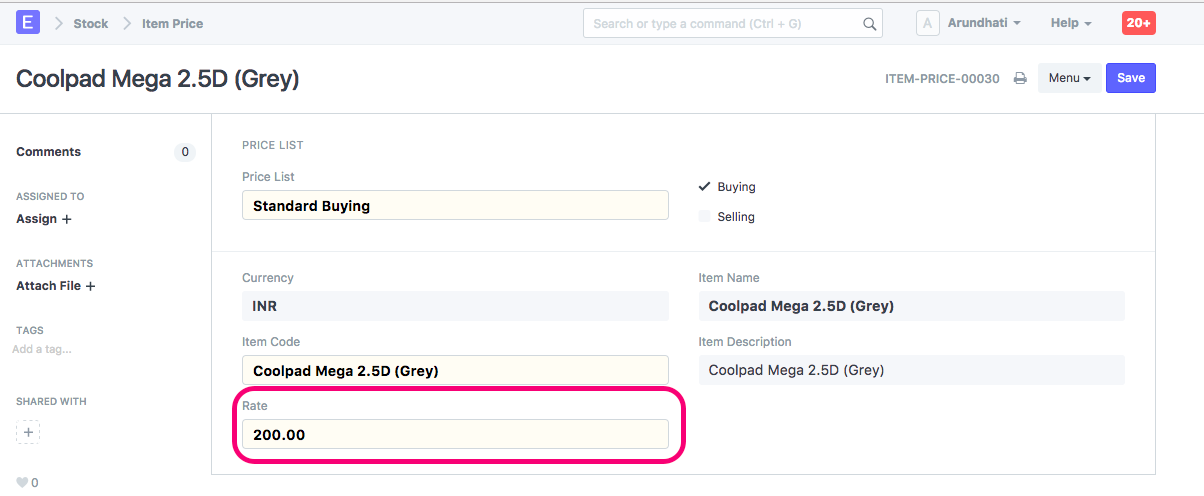 E Stock Item Price Search or type a command (Ctrl + G) A Arundhati Help 20+
Coolpad Mega 2.5D (Grey) ITEM-PRICE-00030 Menu Save
Comments 0
ASSIGNED TO
Assign +
ATTACHMENTS
Attach File +
TAGS
Add a tag...
SHARED WITH
+
0
PRICE LIST
Price List
Standard Buying
Buying
Selling
Currency
INR
Item Code
Coolpad Mega 2.5D (Grey)
Rate
200.00
Item Name
Coolpad Mega 2.5D (Grey)
Item Description
Coolpad Mega 2.5D (Grey)